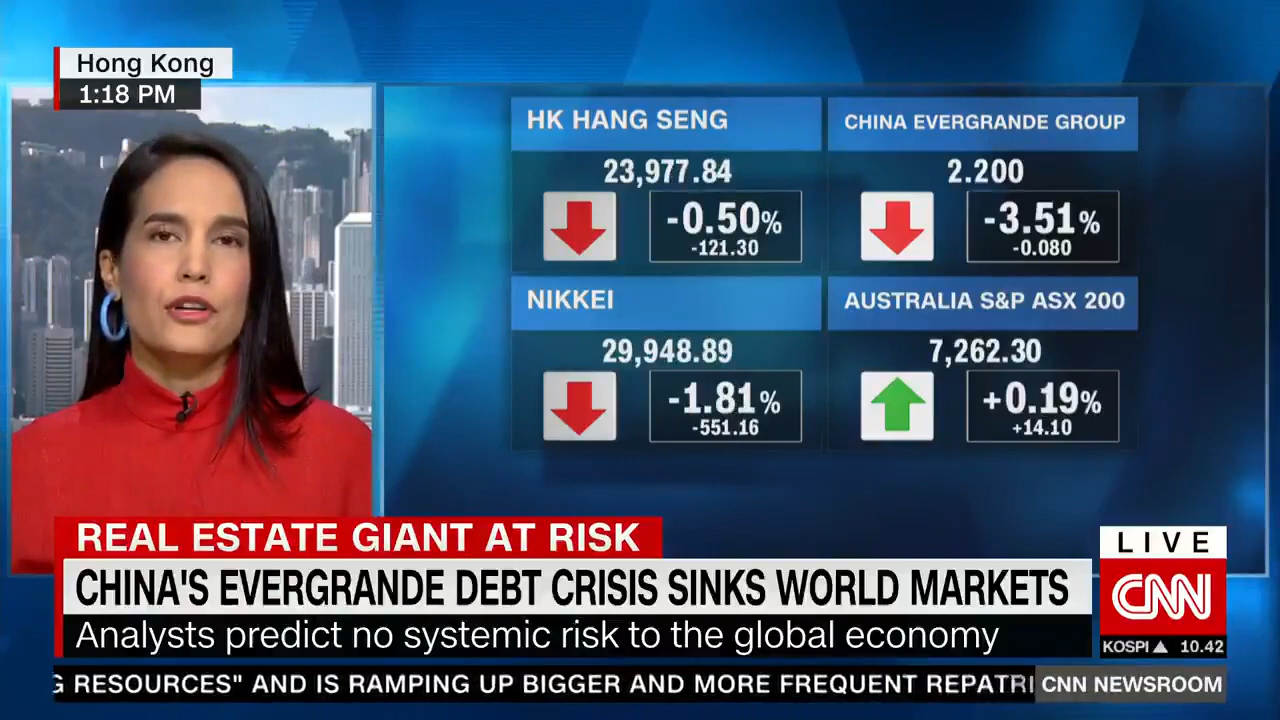 Hong Kong
1:18 PM
HK HANG SENG
23,977.84
-0.50%
-121.30
CHINA EVERGRANDE GROUP
2.200
-3.51%
-0.080
NIKKEI
29,948.89
-1.81%
-551.16
AUSTRALIA S&P ASX 200
7,262.30
+0.19%
+14.10
REAL ESTATE GIANT AT RISK
CHINA'S EVERGRANDE DEBT CRISIS SINKS WORLD MARKETS
Analysts predict no systemic risk to the global economy
LIVE
CNN
KOSPI ▲ 10.42
G RESOURCES" AND IS RAMPING UP BIGGER AND MORE FREQUENT REPATRI
CNN NEWSROOM